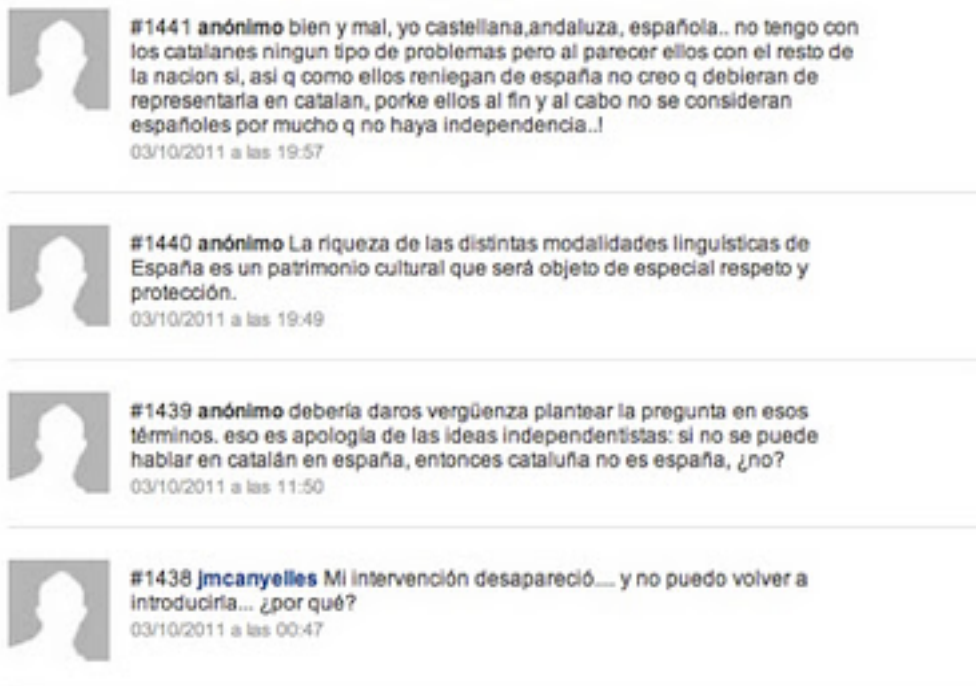 #1441 anónimo bien y mal, yo castellana,andaluza, española.. no tengo con
los catalanes ningun tipo de problemas pero al parecer ellos con el resto de
la nacion si, asi q como ellos reniegan de españa no creo q debieran de
representarla en catalan, porke ellos al fin y al cabo no se consideran
españoles por mucho q no haya independencia..!
03/10/2011 a las 19:57
#1440 anónimo La riqueza de las distintas modalidades linguísticas de
España es un patrimonio cultural que será objeto de especial respeto y
protección.
03/10/2011 a las 19:49
#1439 anónimo debería daros vergüenza plantear la pregunta en esos
términos. eso es apología de las ideas independentistas: si no se puede
hablar en catalán en españa, entonces cataluña no es españa, ¿no?
03/10/2011 a las 11:50
#1438 jmcanyelles Mi intervención desapareció.... y no puedo volver a
introducirla... ¿por qué?
03/10/2011 a las 00:47